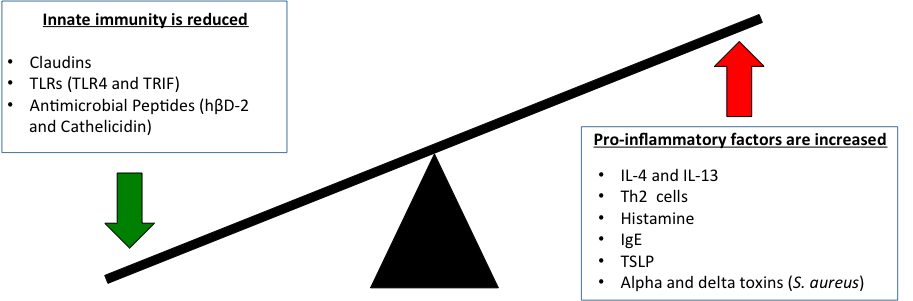 Innate immunity is reduced
• Claudins
• TLRs (TLR4 and TRIF)
• Antimicrobial Peptides (hβD-2
and Cathelicidin)
Pro-inflammatory factors are increased
• IL-4 and IL-13
• Th2 cells
• Histamine
• IgE
• TSLP
• Alpha and delta toxins (S. aureus)